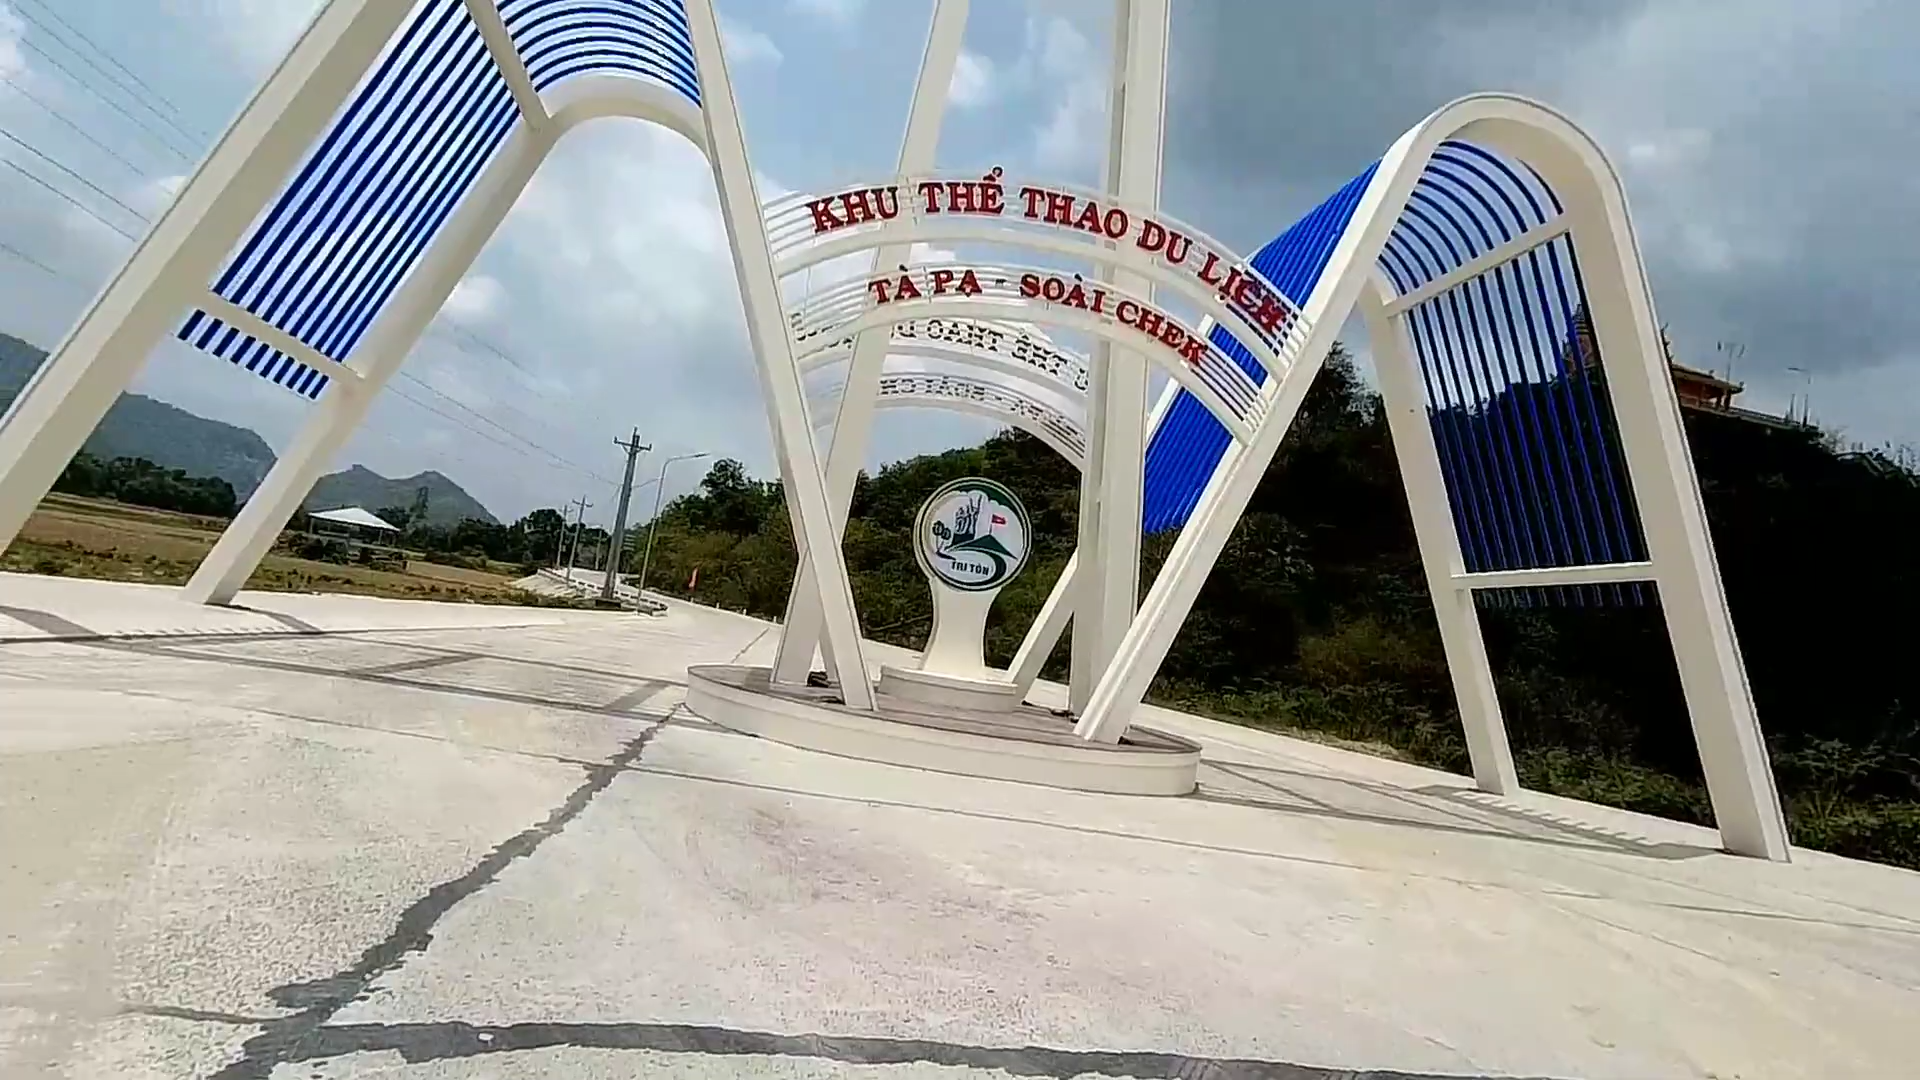 KHU THỂ THAO DU LỊCH
TÀ PẠ - SOÀI CHEK
TRI TÔN